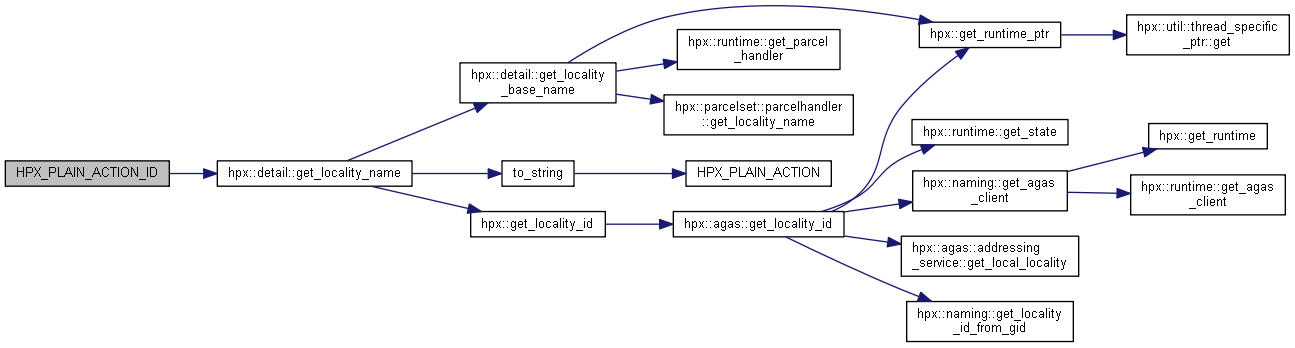 HPX_PLAIN_ACTION_ID
hpx::detail::get_locality_name
hpx::detail::get_locality
_base_name
to_string
hpx::get_locality_id
hpx::runtime::get_parcel
_handler
hpx::parcelset::parcelhandler
::get_locality_name
HPX_PLAIN_ACTION
hpx::agas::get_locality_id
hpx::get_runtime_ptr
hpx::runtime::get_state
hpx::naming::get_agas
_client
hpx::agas::addressing
_service::get_local_locality
hpx::naming::get_locality
_id_from_gid
hpx::util::thread_specific
_ptr::get
hpx::get_runtime
hpx::runtime::get_agas
_client